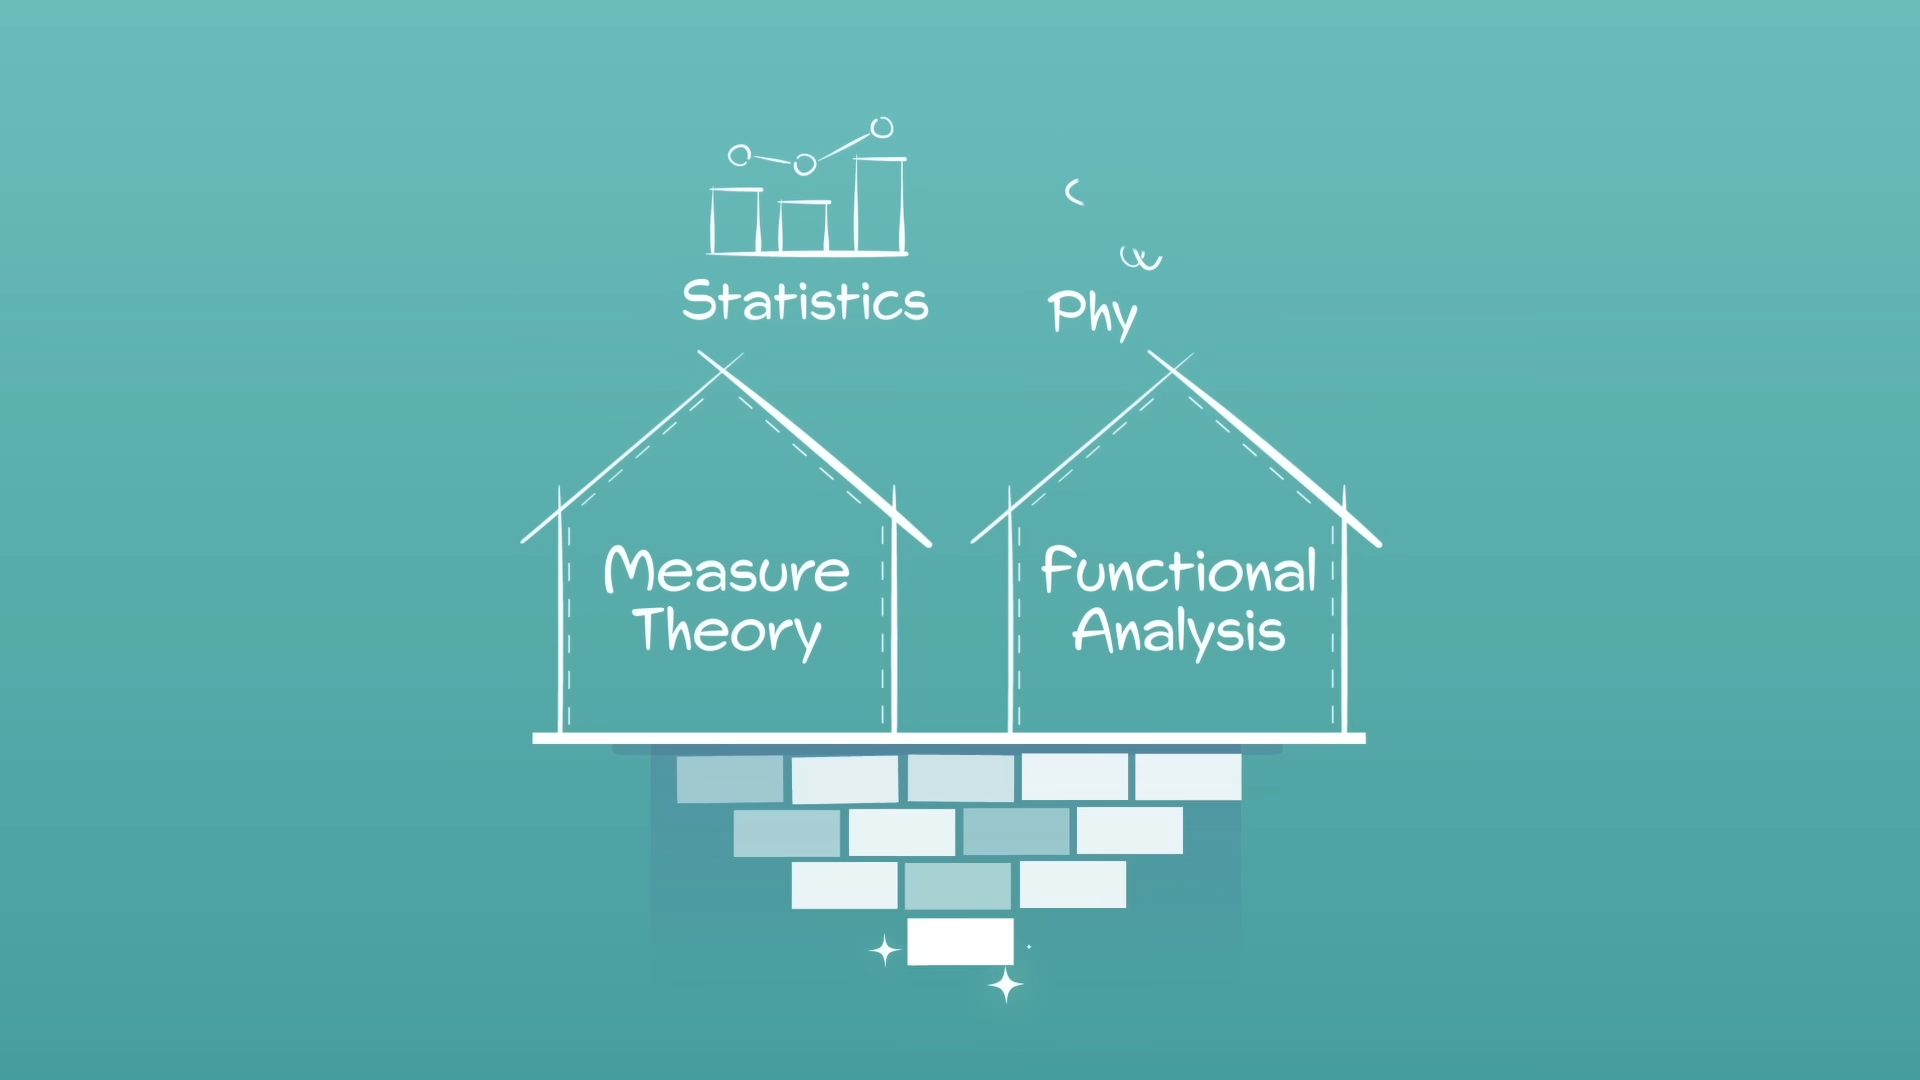 Statistics
Phy
Measure
Theory
Functional
Analysis